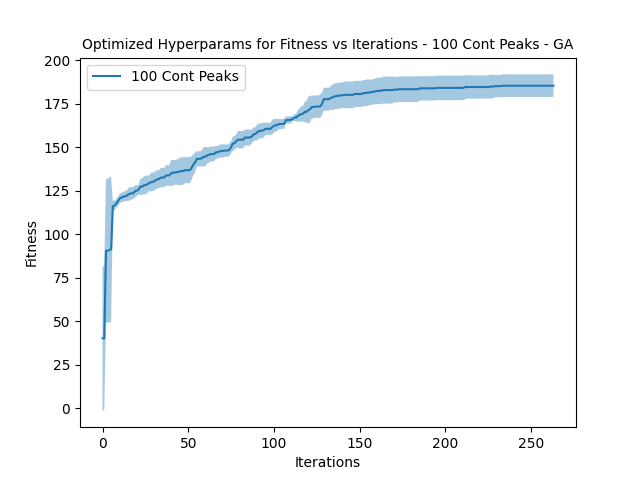 Optimized Hyperparams for Fitness vs Iterations - 100 Cont Peaks - GA
100 Cont Peaks
200
175
150
125
100
75
50
25
0
Fitness
0 50 100 150 200 250
Iterations